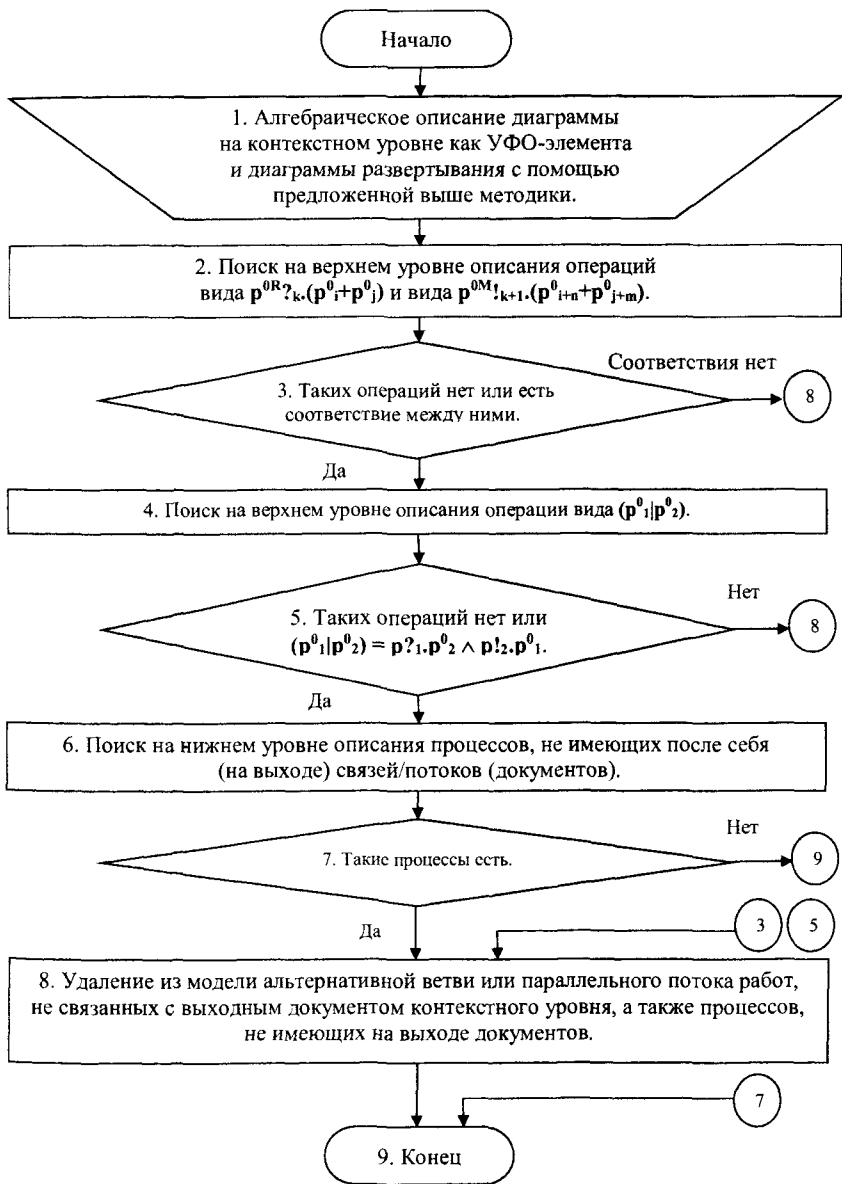 Начало
1. Алгебраическое описание диаграммы
на контекстном уровне как УФО-элемента
и диаграммы развертывания с помощью
предложенной выше методики.
2. Поиск на верхнем уровне описания операций
вида p⁰ᴿ?ₖ.(p⁰ᵢ+p⁰ⱼ) и вида p⁰ᴹ!ₖ₊₁.(p⁰ᵢ₊ₙ+p⁰ⱼ₊ₘ).
Соответствия нет
3. Таких операций нет или есть
соответствие между ними.
8
Да
4. Поиск на верхнем уровне описания операции вида (p⁰₁|p⁰₂).
Нет
5. Таких операций нет или
(p⁰₁|p⁰₂) = p?₁.p⁰₂ ∧ p!₂.p⁰₁.
8
Да
6. Поиск на нижнем уровне описания процессов, не имеющих после себя
(на выходе) связей/потоков (документов).
Нет
7. Такие процессы есть.
9
Да
3 5
8. Удаление из модели альтернативной ветви или параллельного потока работ,
не связанных с выходным документом контекстного уровня, а также процессов,
не имеющих на выходе документов.
7
9. Конец